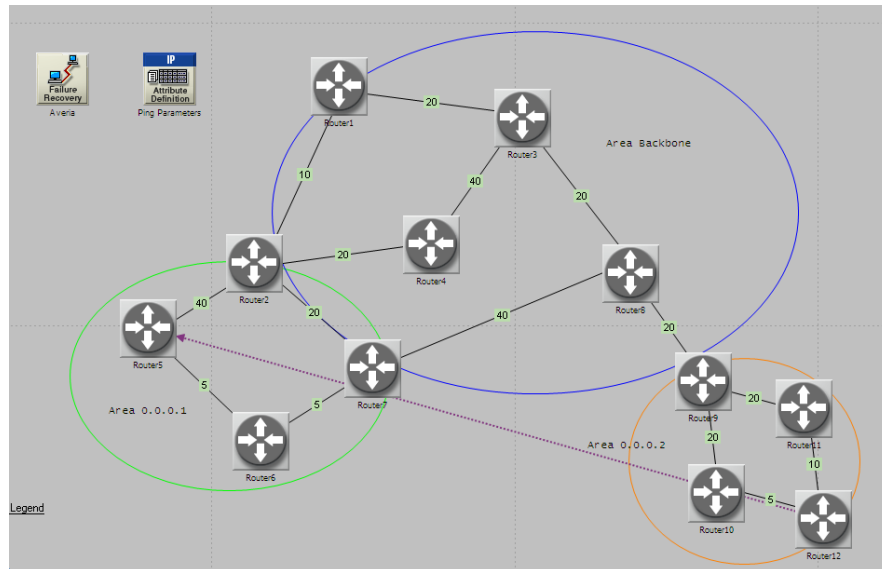 IP
Failure
Recovery
Averia
Attribute
Definition
Ping Parameters
Router1
20
Router3
Area Backbone
10
40
20
Router4
20
Router2
20
Router8
40
20
40
20
Router5
Router7
Router9
5
5
Area 0.0.0.1
20
Router11
Area 0.0.0.2
20
10
Router6
5
Router10
Router12
Legend